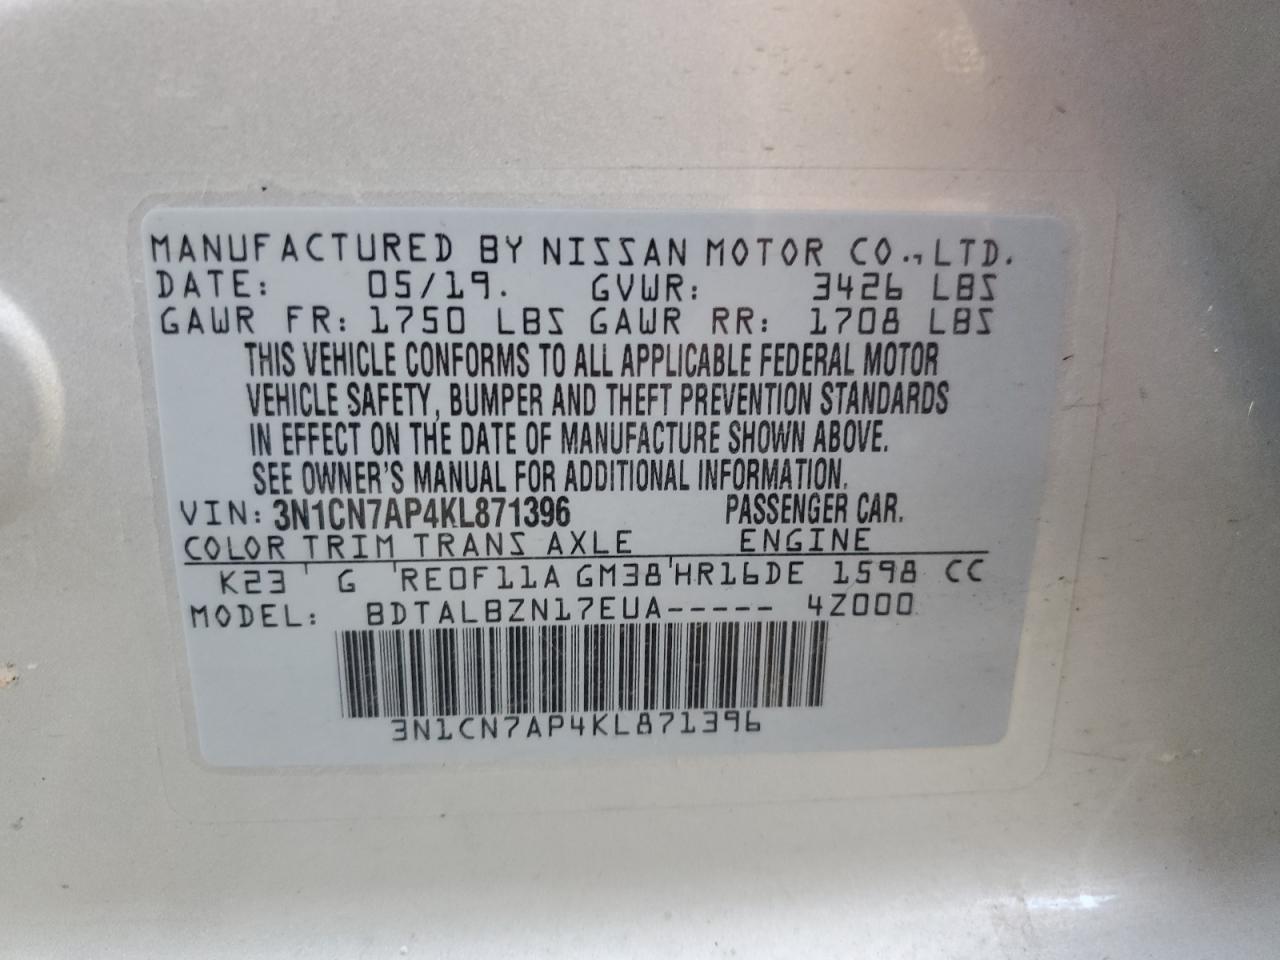 MANUFACTURED BY NISSAN MOTOR CO., LTD.
DATE: 05/19. GVWR: 3426 LBS
GAWR FR: 1750 LBS GAWR RR: 1708 LBS
THIS VEHICLE CONFORMS TO ALL APPLICABLE FEDERAL MOTOR
VEHICLE SAFETY, BUMPER AND THEFT PREVENTION STANDARDS
IN EFFECT ON THE DATE OF MANUFACTURE SHOWN ABOVE.
SEE OWNER'S MANUAL FOR ADDITIONAL INFORMATION.
VIN: 3N1CN7AP4KL871396 PASSENGER CAR.
COLOR TRIM TRANS AXLE ENGINE
K23 G RE0F11A GM38 HR16DE 1598 CC
MODEL: BDTALBZN17EUA----- 4Z000
3N1CN7AP4KL871396